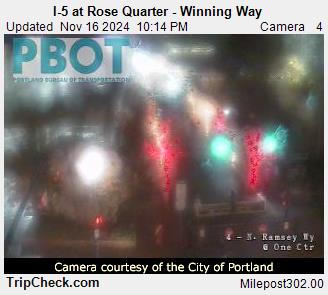 I-5 at Rose Quarter - Winning Way
Updated Nov 16 2024 10:14 PM Camera 4
PBOT
PORTLAND BUREAU OF TRANSPORTATION
4 - N. Ramsey Wy
@ One Ctr
Camera courtesy of the City of Portland
TripCheck.com Milepost302.00